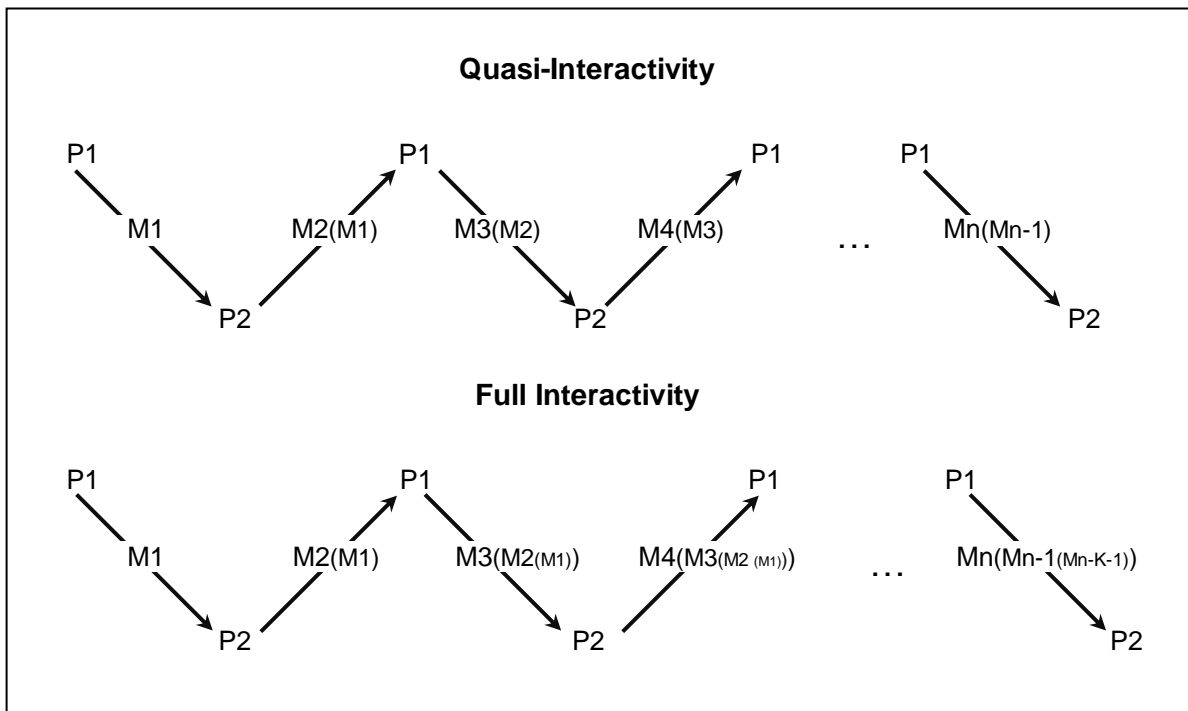 Quasi-Interactivity
P1 P1 P1 P1
M1 M2(M1) M3(M2) M4(M3) ... Mn(Mn-1)
P2 P2 P2
Full Interactivity
P1 P1 P1 P1
M1 M2(M1) M3(M2(M1)) M4(M3(M2 (M1))) ... Mn(Mn-1(Mn-K-1))
P2 P2 P2